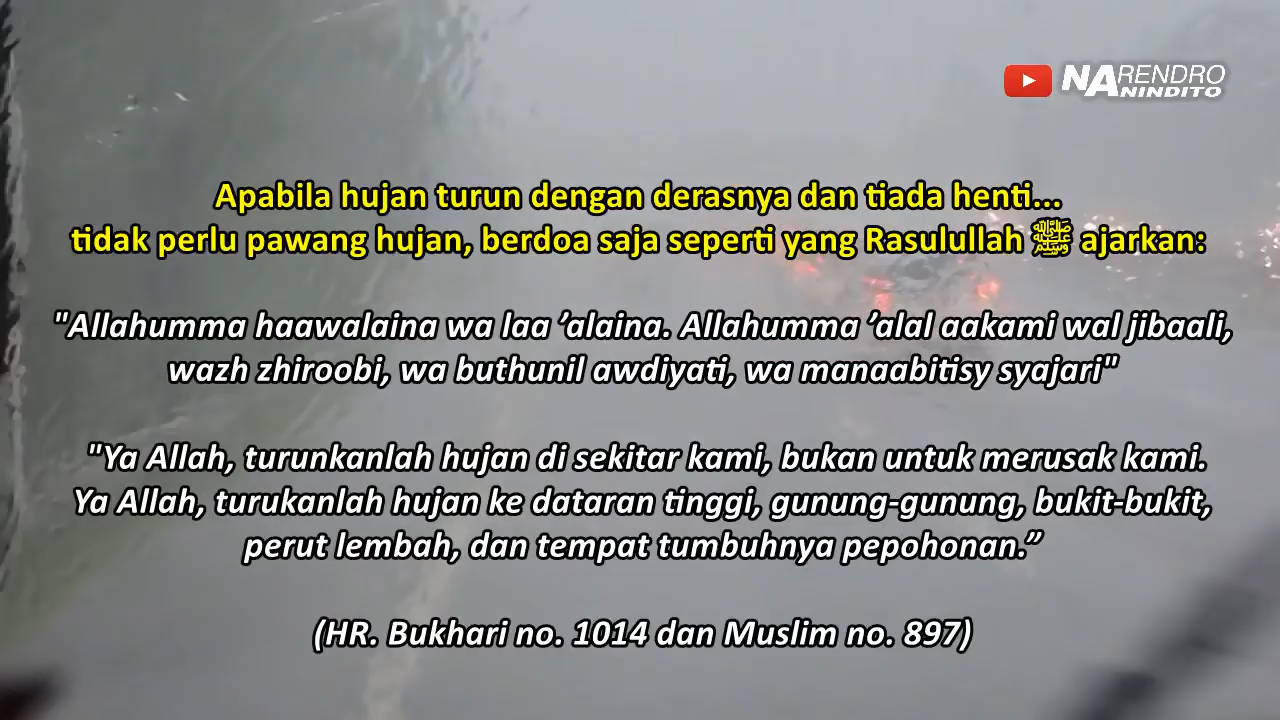 NARENDRO
NINDITO
Apabila hujan turun dengan derasnya dan tiada henti...
tidak perlu pawang hujan, berdoa saja seperti yang Rasulullah ﷺ ajarkan:
"Allahumma haawalaina wa laa ’alaina. Allahumma ’alal aakami wal jibaali,
wazh zhiroobi, wa buthunil awdiyati, wa manaabitisy syajari"
"Ya Allah, turunkanlah hujan di sekitar kami, bukan untuk merusak kami.
Ya Allah, turukanlah hujan ke dataran tinggi, gunung-gunung, bukit-bukit,
perut lembah, dan tempat tumbuhnya pepohonan.”
(HR. Bukhari no. 1014 dan Muslim no. 897)